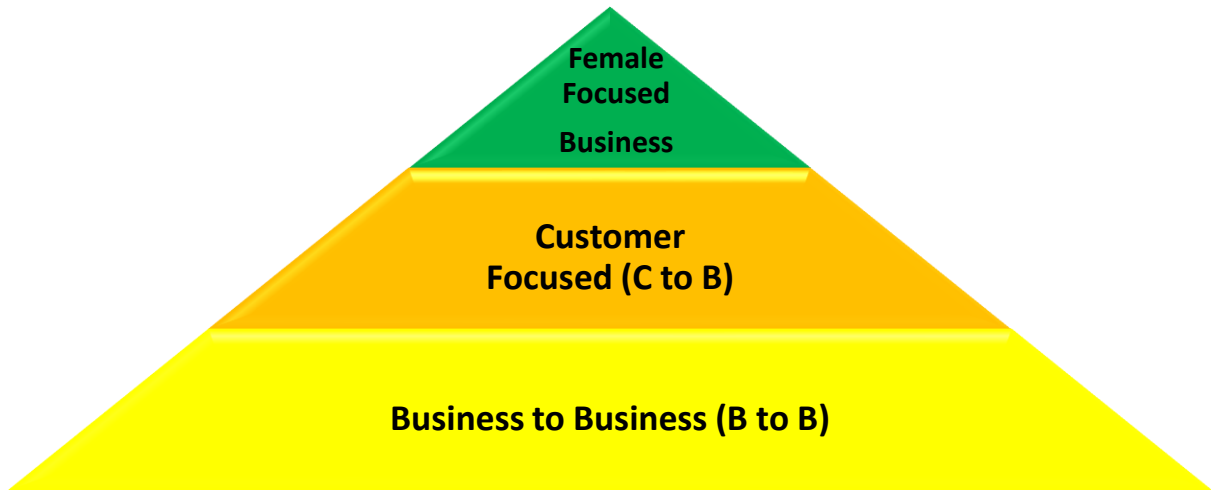 Female
Focused
Business
Customer
Focused (C to B)
Business to Business (B to B)